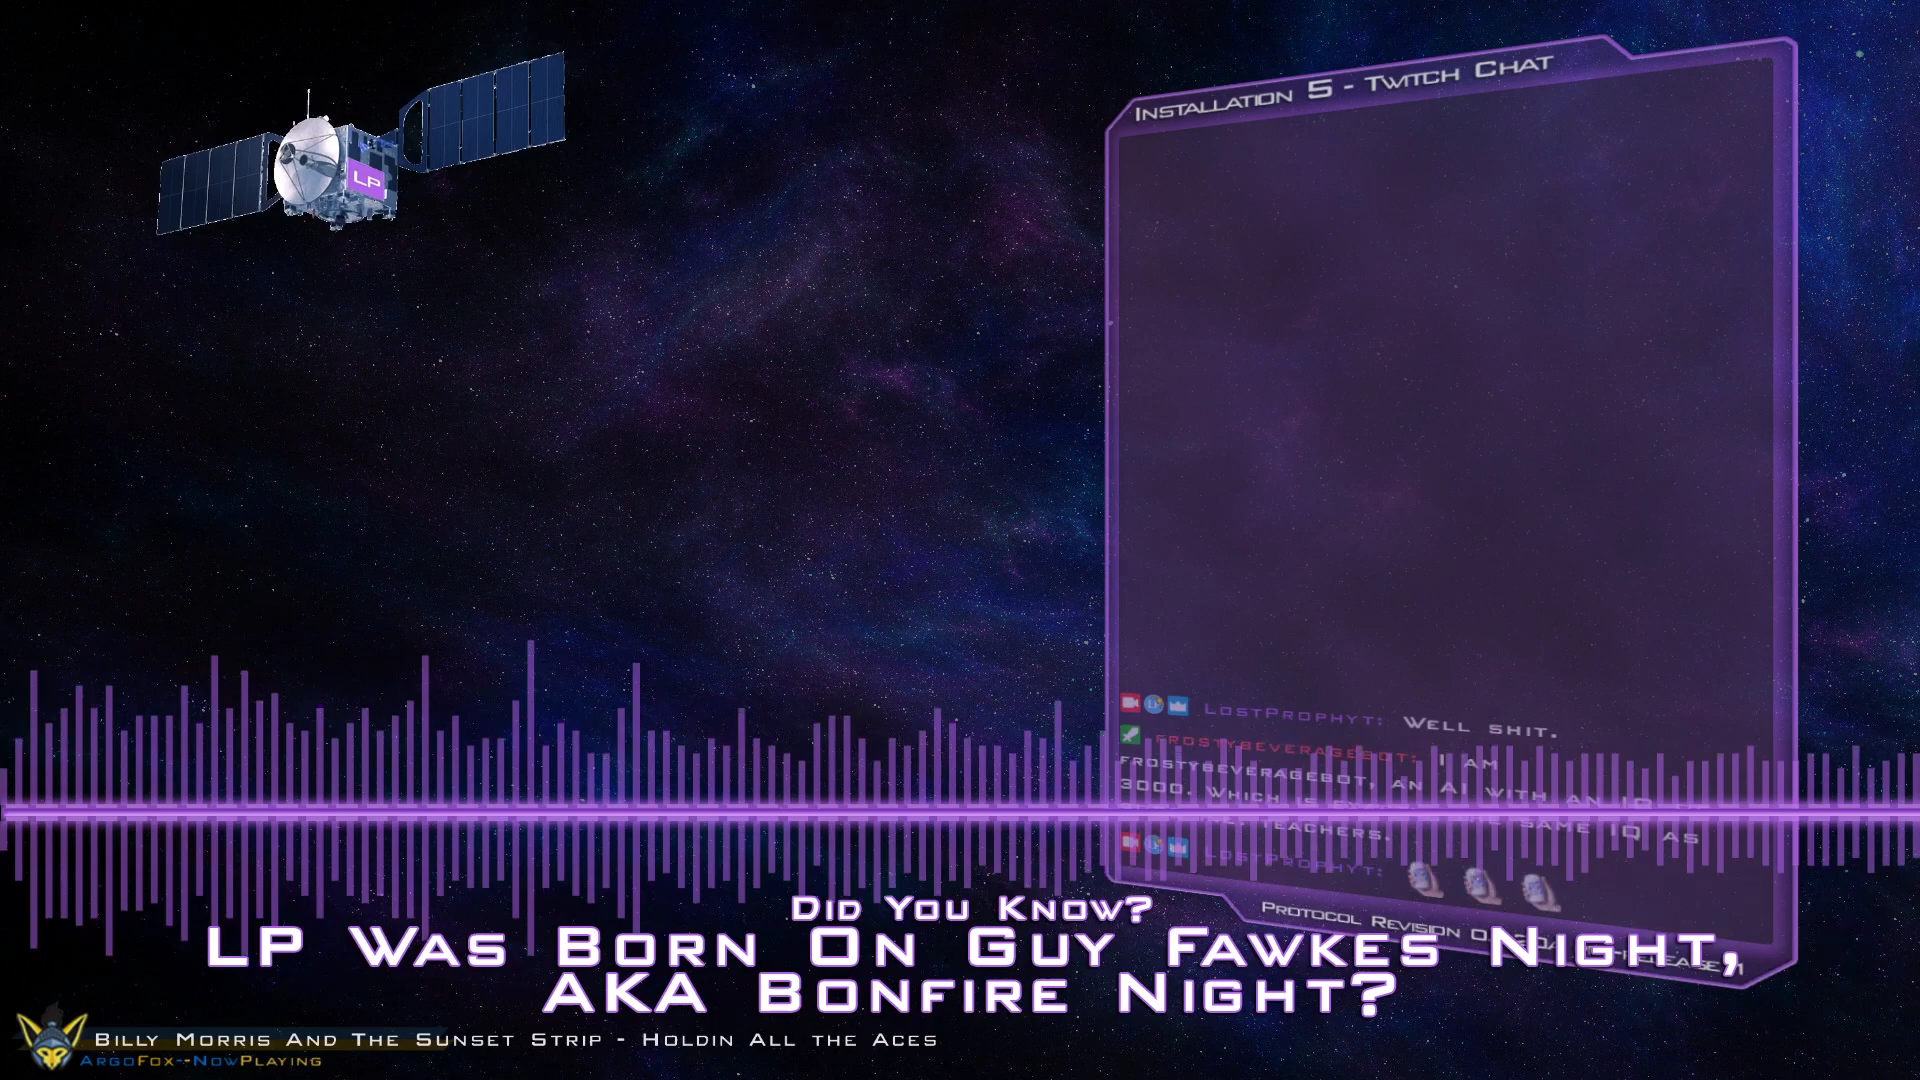 Installation 5 - Twitch Chat
LP
LostProphyt: Well shit.
frostybeveragebot: I am
frostybeveragebot, an AI with an IQ
3000. Which is
teachers. same IQ as
LostProphyt:
Protocol Revision
Did You Know?
LP Was Born On Guy Fawkes Night,
AKA Bonfire Night?
Billy Morris And The Sunset Strip - Holdin All the Aces
ArgoFox--NowPlaying